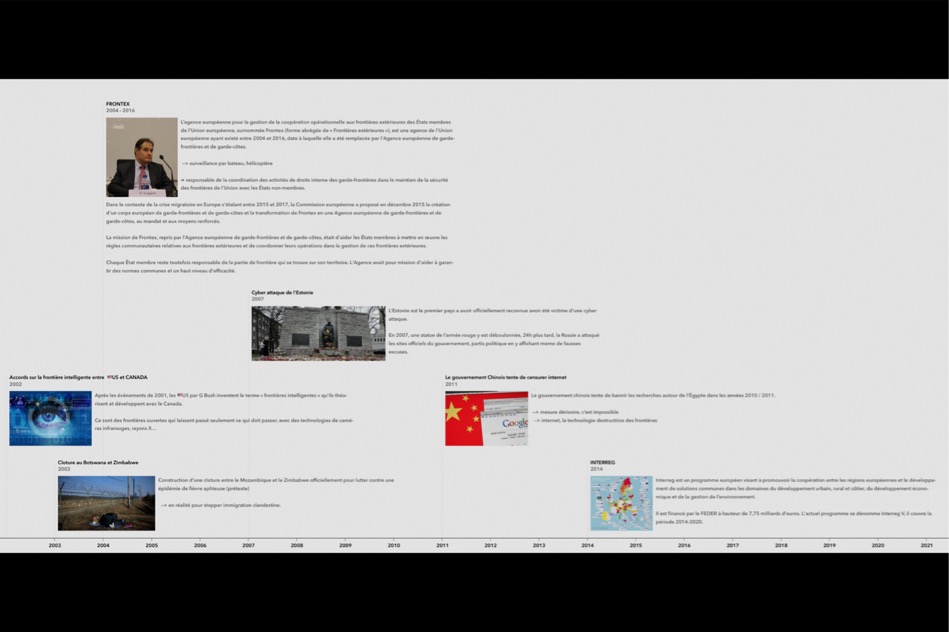 FRONTEX
2004 - 2016
L'agence européenne pour la gestion de la coopération opérationnelle aux frontières extérieures des États membres
de l'Union européenne, surnommée Frontex (forme abrégée de « Frontières extérieures »), est une agence de l'Union
européenne ayant existé entre 2004 et 2016, date à laquelle elle a été remplacée par l'Agence européenne de garde-
frontières et de garde-côtes.
--> surveillance par bateau, hélicoptère
responsable de la coordination des activités de droits interne des garde-frontières dans le maintien de la sécurité
des frontières de l'Union avec les États non-membres.
Dans le contexte de la crise migratoire en Europe s'étalant entre 2015 et 2017, la Commission européenne a proposé en décembre 2015 la création
d'un corps européen de garde-frontières et de garde-côtes et la transformation de Frontex en une Agence européenne de garde-frontières et de
garde-côtes, au mandat et aux moyens renforcés.
La mission de Frontex, repris par l'Agence européenne de garde-frontières et de garde-côtes, était d'aider les États membres à mettre en œuvre les
règles communautaires relatives aux frontières extérieures et de coordonner leurs opérations dans la gestion de ces frontières extérieures.
Chaque État membre reste toutefois responsable de la partie de frontière qui se trouve sur son territoire. L'Agence avait pour mission d'aider à garan-
tir des normes communes et un haut niveau d'efficacité.
Cyber attaque de l'Estonie
2007
L'Estonie est le premier pays a avoir officiellement reconnue avoir été victime d'une cyber
attaque.
En 2007, une statue de l'armée rouge y est déboulonnée, 24h plus tard, la Russie a attaqué
les sites officiels du gouvernement, partis politique en y affichant meme de fausses
excuses.
Accords sur la frontière intelligente entre US et CANADA
2002
Après les évènements de 2001, les US par G Bush inventent le terme « frontières intelligentes » qu'ils théo-
risent et développent avec le Canada.
Ce sont des frontières ouvertes qui laissent passé seulement ce qui doit passer, avec des technologies de camé-
ras infrarouges, rayons X...
Le gouvernement Chinois tente de censurer internet
2011
Google
Le gouvernement chinois tente de bannir les recherches autour de l'Égypte dans les années 2010 / 2011.
--> mesure dérisoire, c'est impossible
--> internet, la technologie destructrice des frontières
Cloture au Botswana et Zimbabwe
2003
Construction d'une cloture entre le Mozambique et le Zimbabwe officiellement pour lutter contre une
épidémie de fièvre aphteuse (prétexte)
--> en réalité pour stopper immigration clandestine.
INTERREG
2014
Interreg est un programme européen visant à promouvoir la coopération entre les régions européennes et le développe-
ment de solutions communes dans les domaines du développement urbain, rural et côtier, du développement écono-
mique et de la gestion de l'environnement.
Il est financé par le FEDER à hauteur de 7,75 milliards d'euros. L'actuel programme se dénomme Interreg V, il couvre la
période 2014-2020.
2003 2004 2005 2006 2007 2008 2009 2010 2011 2012 2013 2014 2015 2016 2017 2018 2019 2020 2021